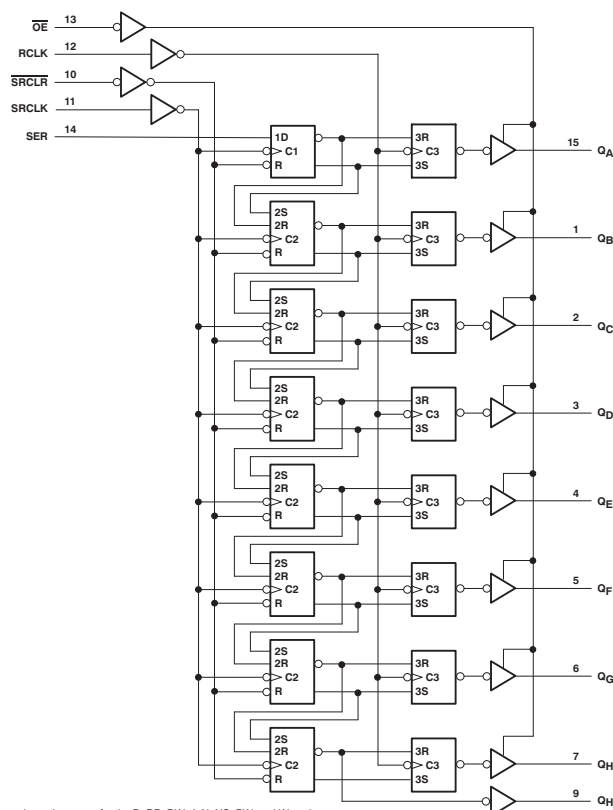 OE 13
RCLK 12
SRCLR 10
SRCLK 11
SER 14
1D
C1
R
3R
C3
3S
15 QA
2S
2R
C2
R
3R
C3
3S
1 QB
2S
2R
C2
R
3R
C3
3S
2 QC
2S
2R
C2
R
3R
C3
3S
3 QD
2S
2R
C2
R
3R
C3
3S
4 QE
2S
2R
C2
R
3R
C3
3S
5 QF
2S
2R
C2
R
3R
C3
3S
6 QG
2S
2R
C2
R
3R
C3
3S
7 QH
9 QH